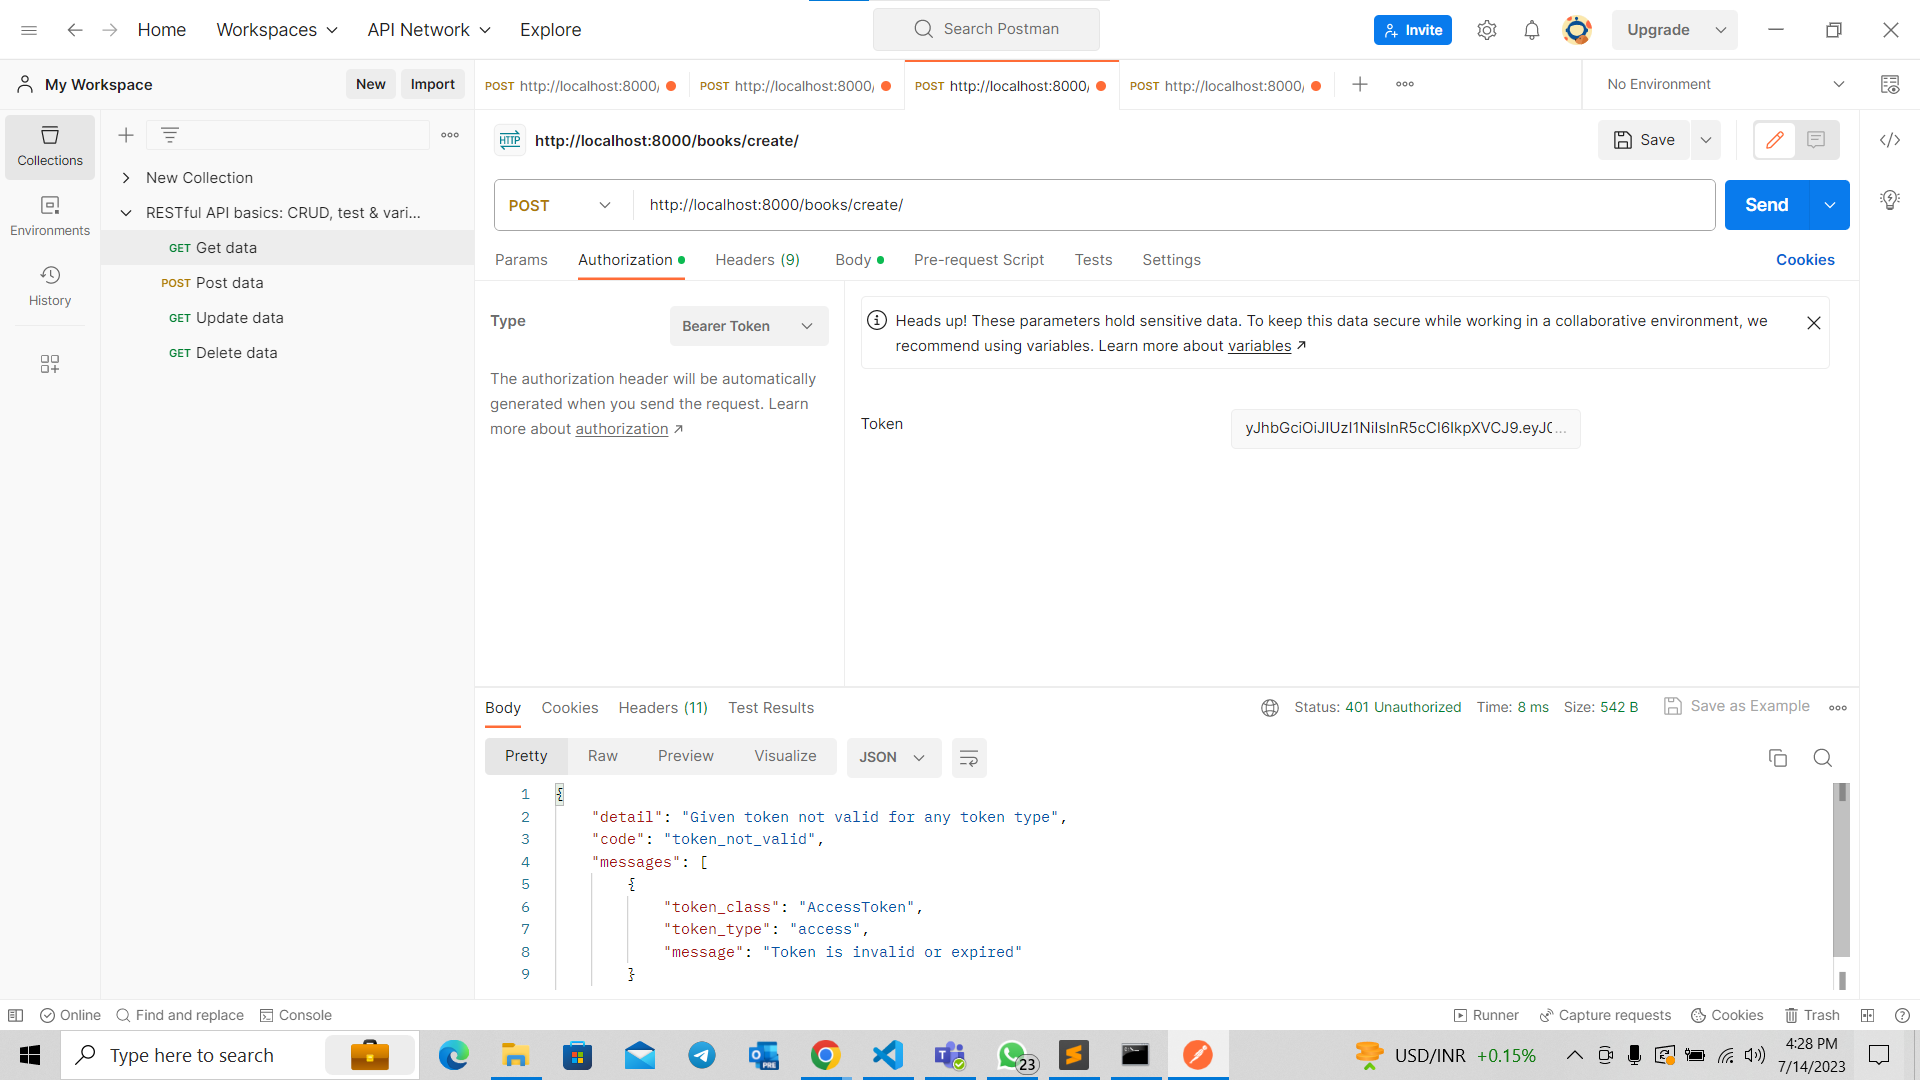 Home
Workspaces
API Network
Explore
Search Postman
Invite
Upgrade
My Workspace
New
Import
POST http://localhost:8000/
POST http://localhost:8000/
POST http://localhost:8000/
POST http://localhost:8000/
No Environment
Collections
Environments
History
New Collection
RESTful API basics: CRUD, test & vari...
GET Get data
POST Post data
GET Update data
GET Delete data
HTTP http://localhost:8000/books/create/
Save
POST http://localhost:8000/books/create/
Send
Params Authorization Headers (9) Body Pre-request Script Tests Settings
Cookies
Type
Bearer Token
The authorization header will be automatically
generated when you send the request. Learn
more about authorization ↗
Heads up! These parameters hold sensitive data. To keep this data secure while working in a collaborative environment, we
recommend using variables. Learn more about variables ↗
Token
Body Cookies Headers (11) Test Results
Status: 401 Unauthorized Time: 8 ms Size: 542 B Save as Example
Pretty Raw Preview Visualize JSON
1 {
2 "detail": "Given token not valid for any token type",
3 "code": "token_not_valid",
4 "messages": [
5 {
6 "token_class": "AccessToken",
7 "token_type": "access",
8 "message": "Token is invalid or expired"
9 }
Online Find and replace Console
Runner Capture requests Cookies Trash
Type here to search
PRE
23
USD/INR +0.15%
4:28 PM
7/14/2023